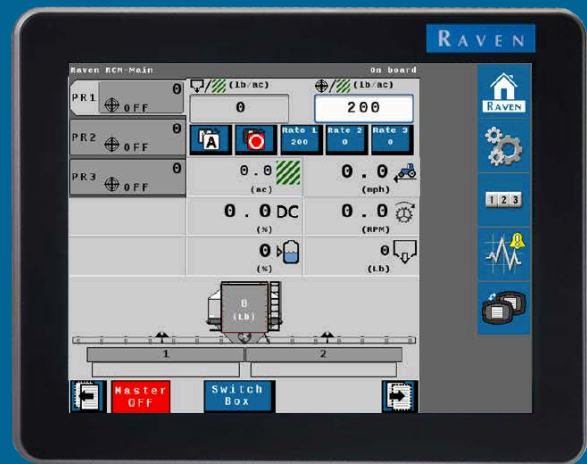 RAVEN
Raven RCM-Main On board
PR1 0
OFF
PR2 0
OFF
PR3 0
OFF
/ (lb/ac)
0
/ (lb/ac)
200
A
Rate 1
200
Rate 2
0
Rate 3
0
0.0
(ac)
0.0
(mph)
0.0 DC
(%)
0.0
(RPM)
0
(%)
0
(Lb)
0
(Lb)
1 2
Master
OFF
Switch
Box
RAVEN
1 2 3